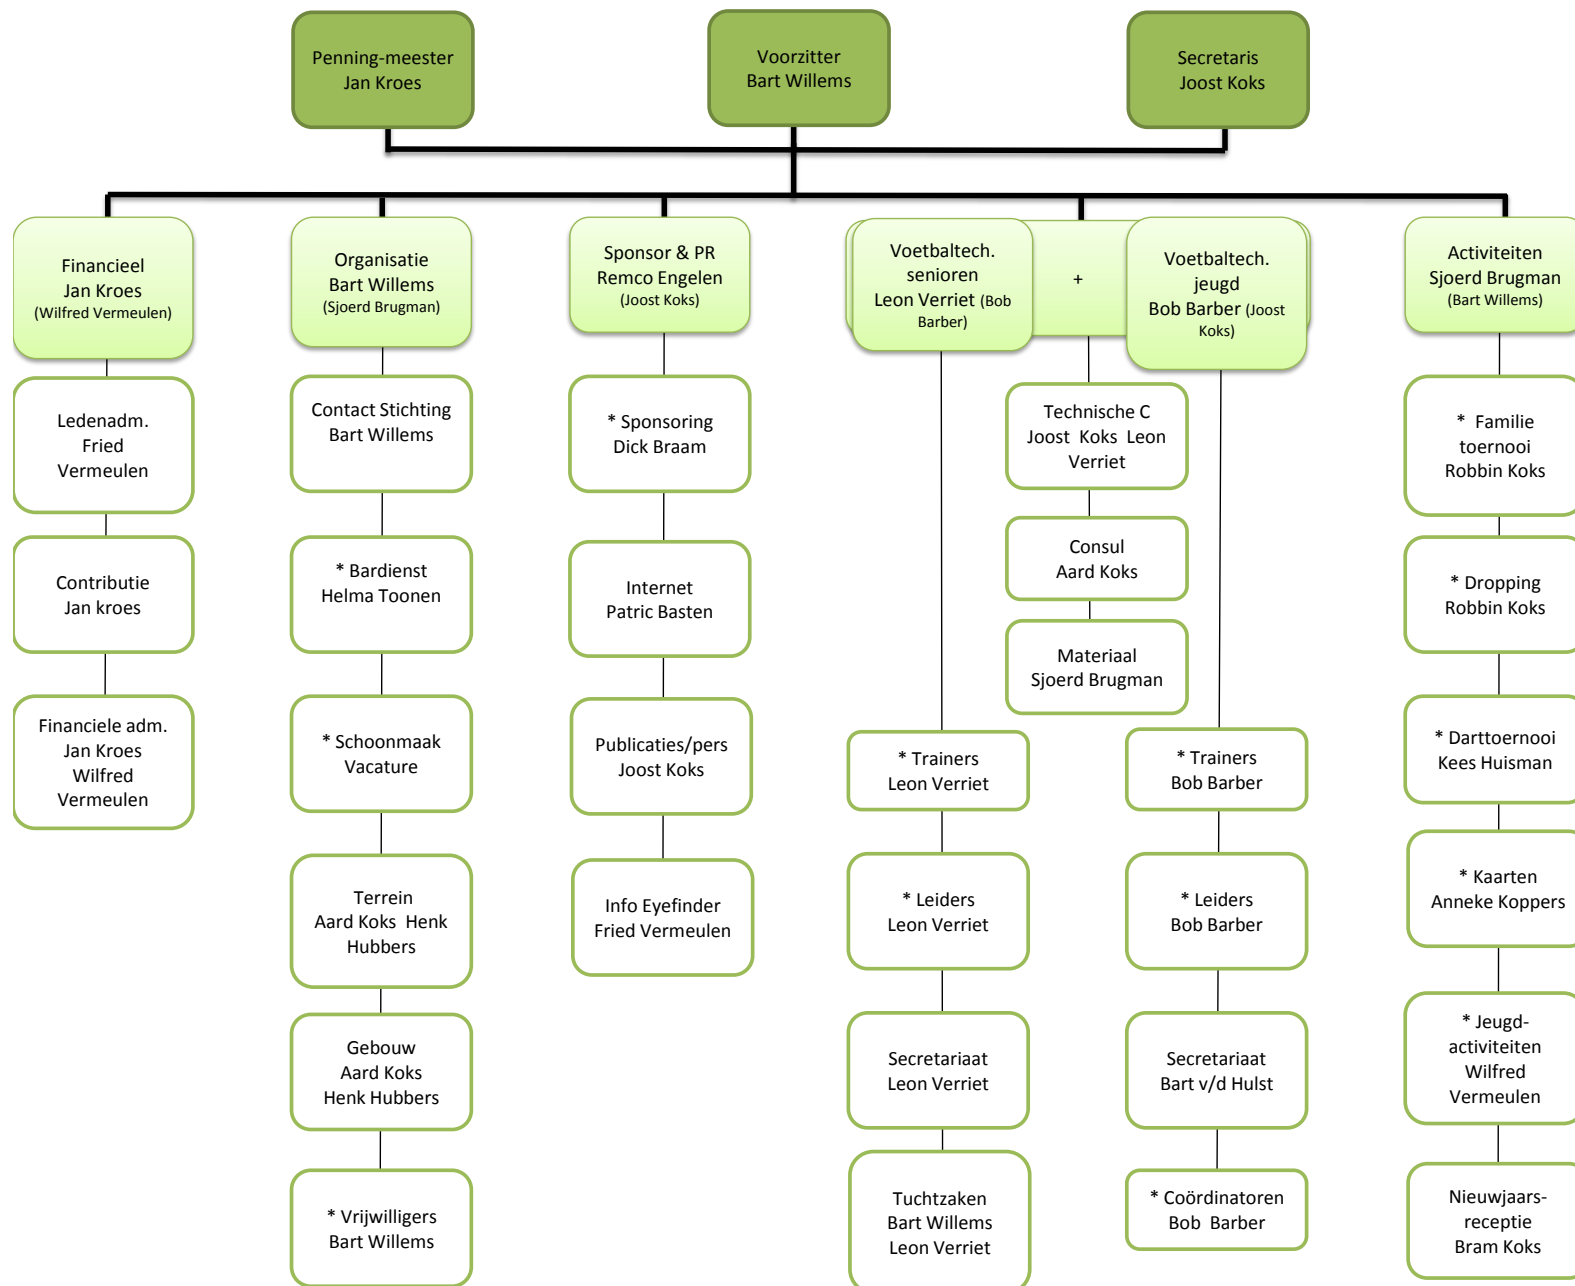 Penning-meester
Jan Kroes
Voorzitter
Bart Willems
Secretaris
Joost Koks
Financieel
Jan Kroes
(Wilfred Vermeulen)
Organisatie
Bart Willems
(Sjoerd Brugman)
Sponsor & PR
Remco Engelen
(Joost Koks)
Voetbaltech.
senioren
Leon Verriet (Bob
Barber)
+
Voetbaltech.
jeugd
Bob Barber (Joost
Koks)
Activiteiten
Sjoerd Brugman
(Bart Willems)
Ledenadm.
Fried
Vermeulen
Contributie
Jan kroes
Financiele adm.
Jan Kroes
Wilfred
Vermeulen
Contact Stichting
Bart Willems
* Bardienst
Helma Toonen
* Schoonmaak
Vacature
Terrein
Aard Koks Henk
Hubbers
Gebouw
Aard Koks
Henk Hubbers
* Vrijwilligers
Bart Willems
* Sponsoring
Dick Braam
Internet
Patric Basten
Publicaties/pers
Joost Koks
Info Eyefinder
Fried Vermeulen
* Trainers
Leon Verriet
* Leiders
Leon Verriet
Secretariaat
Leon Verriet
Tuchtzaken
Bart Willems
Leon Verriet
Technische C
Joost Koks Leon
Verriet
Consul
Aard Koks
Materiaal
Sjoerd Brugman
* Trainers
Bob Barber
* Leiders
Bob Barber
Secretariaat
Bart v/d Hulst
* Coördinatoren
Bob Barber
* Familie
toernooi
Robbin Koks
* Dropping
Robbin Koks
* Darttoernooi
Kees Huisman
* Kaarten
Anneke Koppers
* Jeugd-
activiteiten
Wilfred
Vermeulen
Nieuwjaars-
receptie
Bram Koks